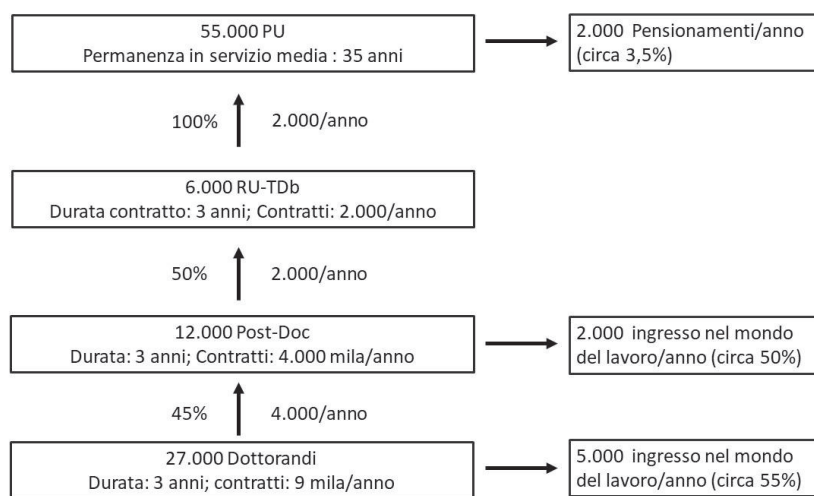 55.000 PU
Permanenza in servizio media : 35 anni
2.000 Pensionamenti/anno
(circa 3,5%)
100%
2.000/anno
6.000 RU-TDb
Durata contratto: 3 anni; Contratti: 2.000/anno
50%
2.000/anno
12.000 Post-Doc
Durata: 3 anni; Contratti: 4.000 mila/anno
2.000 ingresso nel mondo
del lavoro/anno (circa 50%)
45%
4.000/anno
27.000 Dottorandi
Durata: 3 anni; contratti: 9 mila/anno
5.000 ingresso nel mondo
del lavoro/anno (circa 55%)